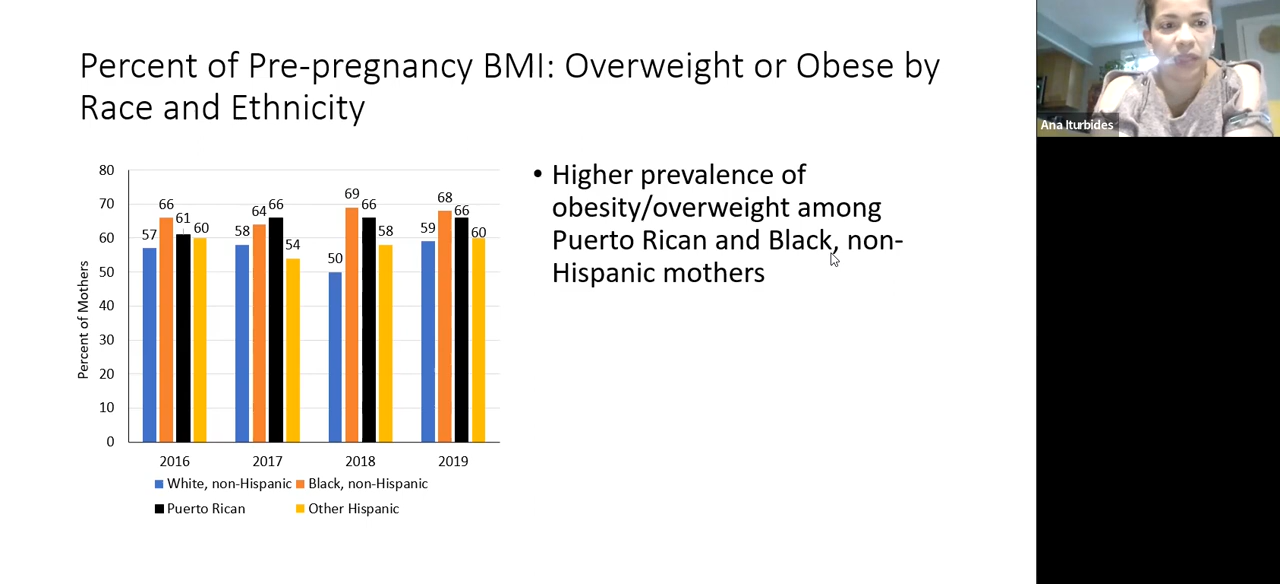 Percent of Pre-pregnancy BMI: Overweight or Obese by
Race and Ethnicity
Ana Iturbides
80
70
60
50
40
30
20
10
0
Percent of Mothers
57 66 61 60
58 64 66 54
50 69 66 58
59 68 66 60
2016 2017 2018 2019
White, non-Hispanic Black, non-Hispanic
Puerto Rican Other Hispanic
• Higher prevalence of
obesity/overweight among
Puerto Rican and Black, non-
Hispanic mothers